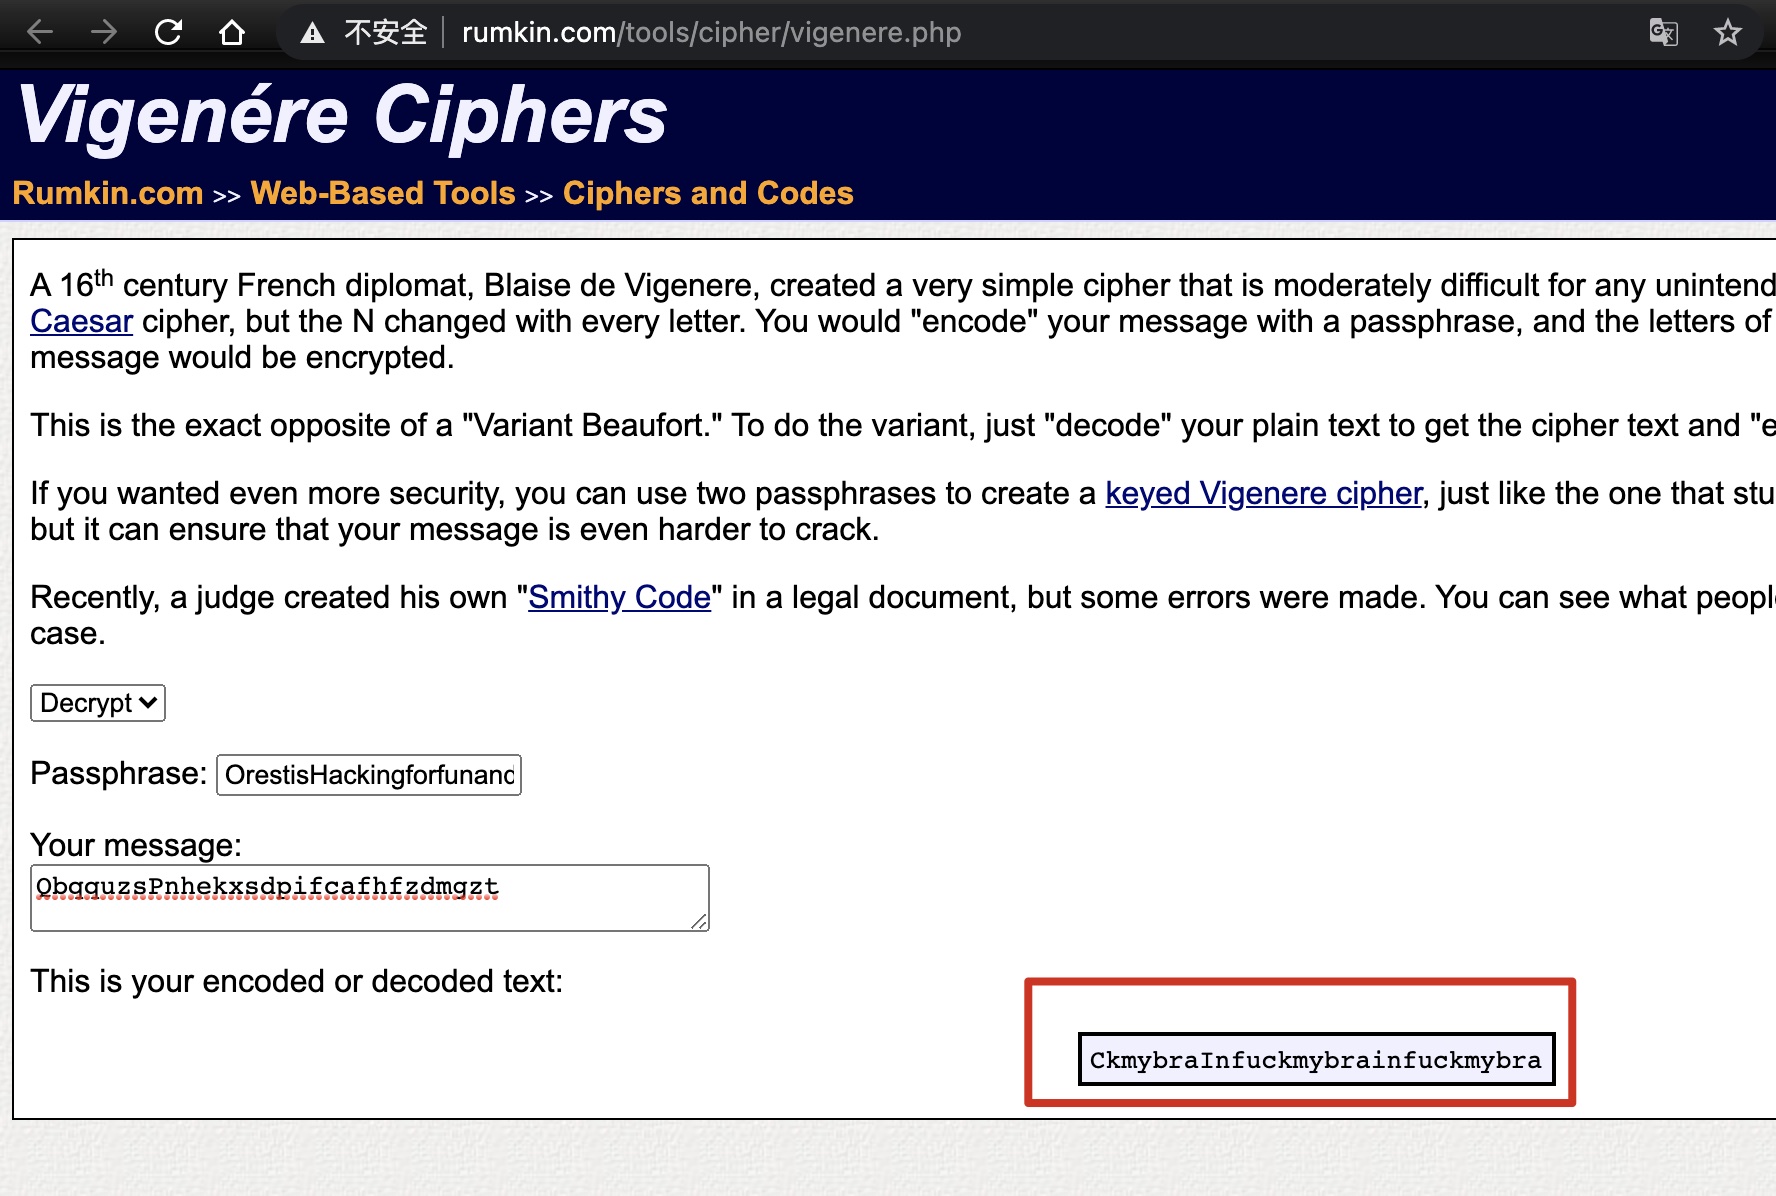 不安全 rumkin.com/tools/cipher/vigenere.php
Vigenére Ciphers
Rumkin.com >> Web-Based Tools >> Ciphers and Codes
A 16th century French diplomat, Blaise de Vigenere, created a very simple cipher that is moderately difficult for any unintend
Caesar cipher, but the N changed with every letter. You would "encode" your message with a passphrase, and the letters of
message would be encrypted.
This is the exact opposite of a "Variant Beaufort." To do the variant, just "decode" your plain text to get the cipher text and "e
If you wanted even more security, you can use two passphrases to create a keyed Vigenere cipher, just like the one that stu
but it can ensure that your message is even harder to crack.
Recently, a judge created his own "Smithy Code" in a legal document, but some errors were made. You can see what peopl
case.
Decrypt
Passphrase: OrestisHackingforfunand
Your message:
QbqquzsPnhekxsdpifcafhfzdmgzt
This is your encoded or decoded text:
CkmybraInfuckmybrainfuckmybra